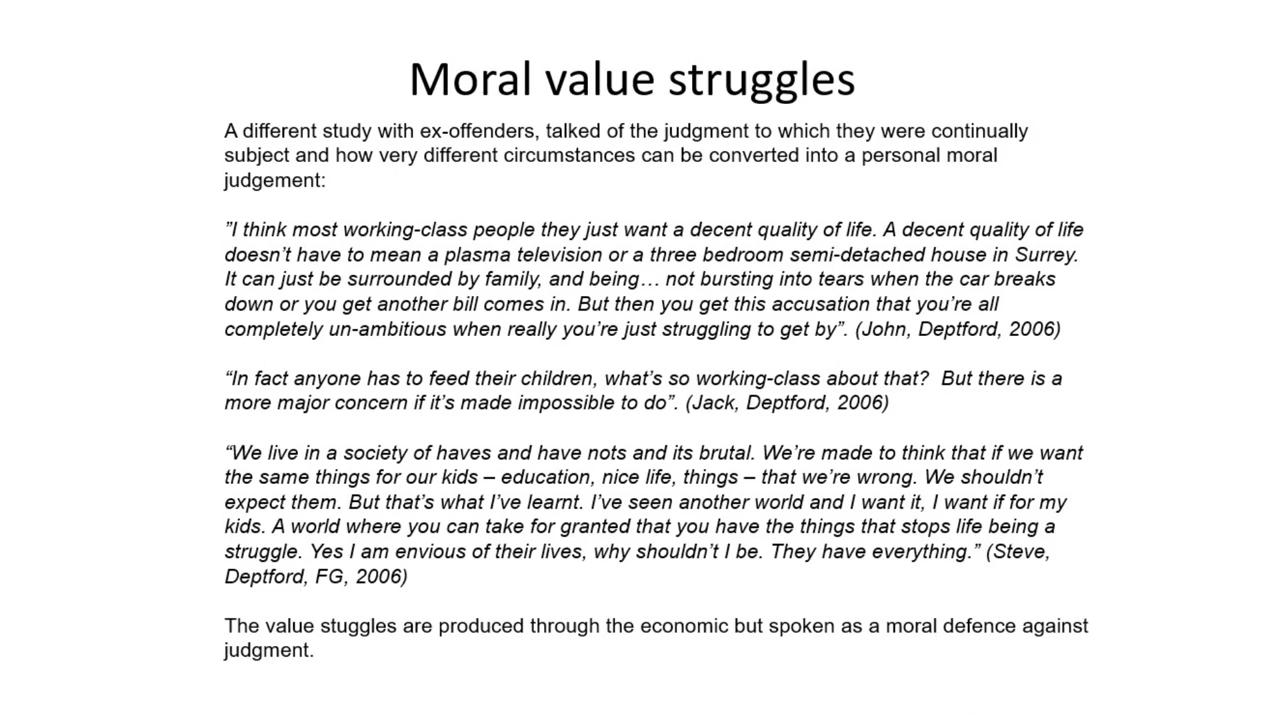 Moral value struggles
A different study with ex-offenders, talked of the judgment to which they were continually
subject and how very different circumstances can be converted into a personal moral
judgement:
”I think most working-class people they just want a decent quality of life. A decent quality of life
doesn’t have to mean a plasma television or a three bedroom semi-detached house in Surrey.
It can just be surrounded by family, and being… not bursting into tears when the car breaks
down or you get another bill comes in. But then you get this accusation that you’re all
completely un-ambitious when really you’re just struggling to get by”. (John, Deptford, 2006)
“In fact anyone has to feed their children, what’s so working-class about that?  But there is a
more major concern if it’s made impossible to do”. (Jack, Deptford, 2006)
“We live in a society of haves and have nots and its brutal. We’re made to think that if we want
the same things for our kids – education, nice life, things – that we’re wrong. We shouldn’t
expect them. But that’s what I’ve learnt. I’ve seen another world and I want it, I want if for my
kids. A world where you can take for granted that you have the things that stops life being a
struggle. Yes I am envious of their lives, why shouldn’t I be. They have everything.” (Steve,
Deptford, FG, 2006)
The value stuggles are produced through the economic but spoken as a moral defence against
judgment.